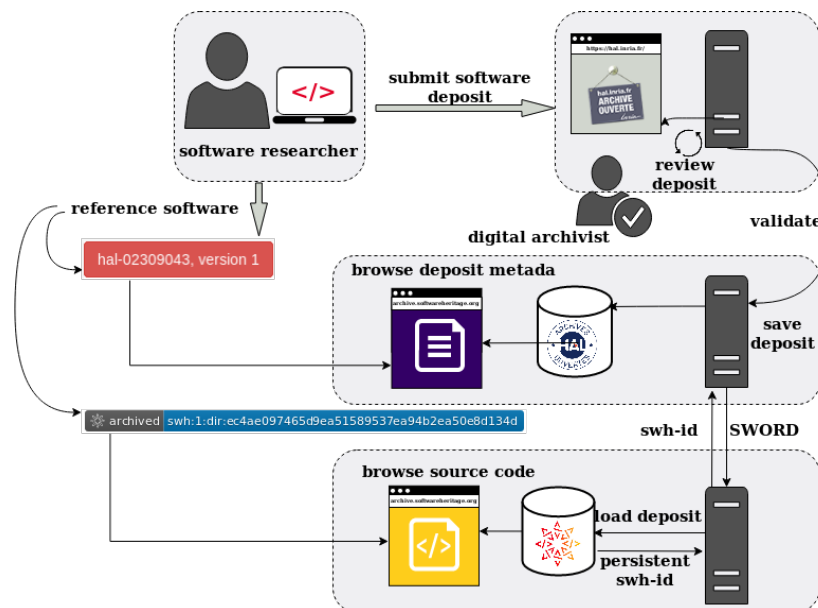 https://hal.inria.fr/
hal.inria.fr
ARCHIVE
OUVERTE
Inria
submit software
deposit
software researcher
review
deposit
reference software
digital archivist
validate
hal-02309043, version 1
browse deposit metada
archive.softwareheritage.org
ARCHIVES
HAL
OUVERTES
save
deposit
archived swh:1:dir:ec4ae097465d9ea51589537ea94b2ea50e8d134d
swh-id
SWORD
browse source code
archive.softwareheritage.org
</>
load deposit
persistent
swh-id
</>